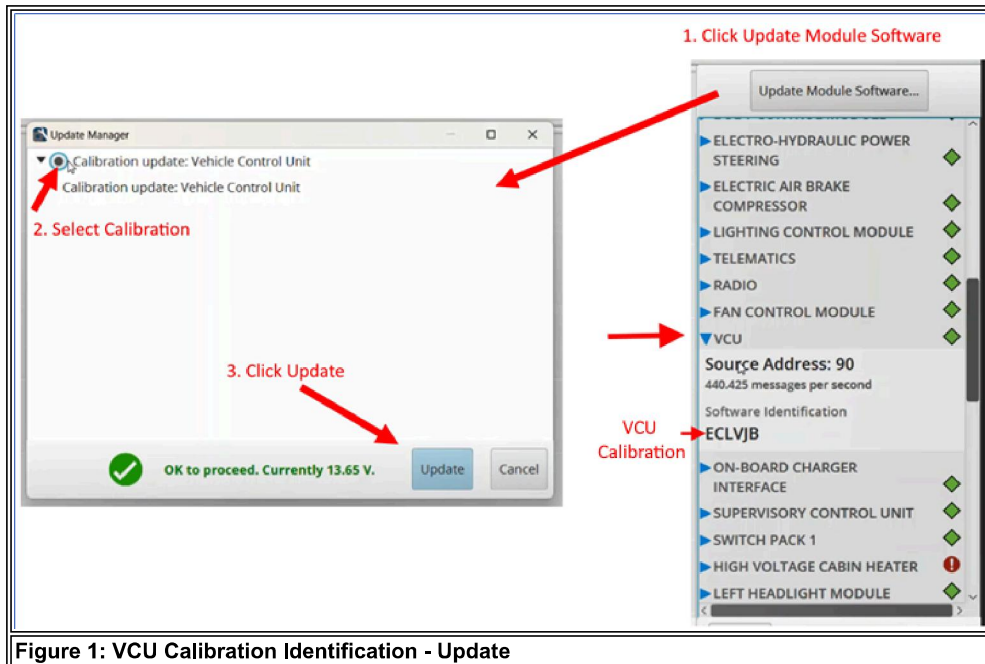 1. Click Update Module Software
Update Module Software...
ELECTRO-HYDRAULIC POWER
STEERING
ELECTRIC AIR BRAKE
COMPRESSOR
LIGHTING CONTROL MODULE
TELEMATICS
RADIO
FAN CONTROL MODULE
VCU
Source Address: 90
440.425 messages per second
Software Identification
ECLVJB
VCU
Calibration
ON-BOARD CHARGER
INTERFACE
SUPERVISORY CONTROL UNIT
SWITCH PACK 1
HIGH VOLTAGE CABIN HEATER
LEFT HEADLIGHT MODULE
Update Manager
Calibration update: Vehicle Control Unit
Calibration update: Vehicle Control Unit
2. Select Calibration
3. Click Update
OK to proceed. Currently 13.65 V.
Update
Cancel
Figure 1: VCU Calibration Identification - Update